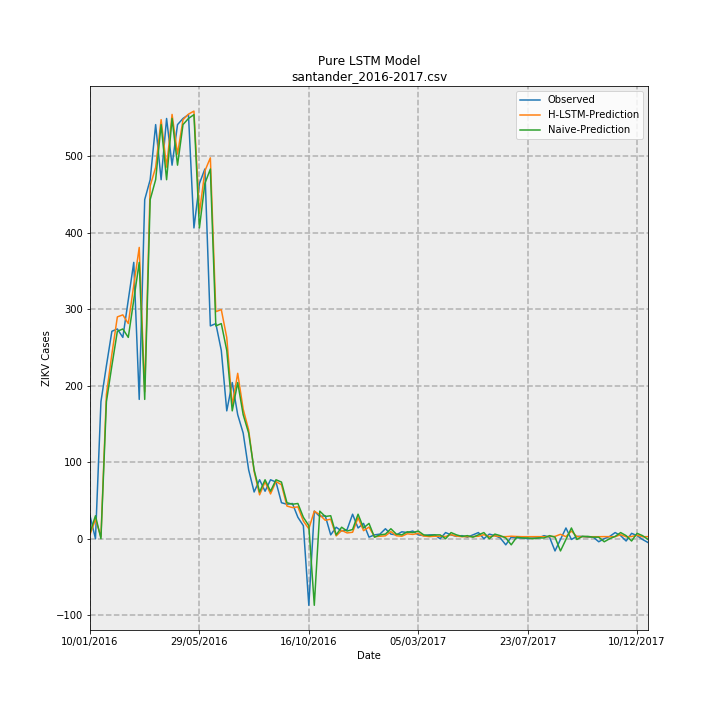 Pure LSTM Model
santander_2016-2017.csv
Observed
H-LSTM-Prediction
Naive-Prediction
ZIKV Cases
500
400
300
200
100
0
−100
10/01/2016 29/05/2016 16/10/2016 05/03/2017 23/07/2017 10/12/2017
Date